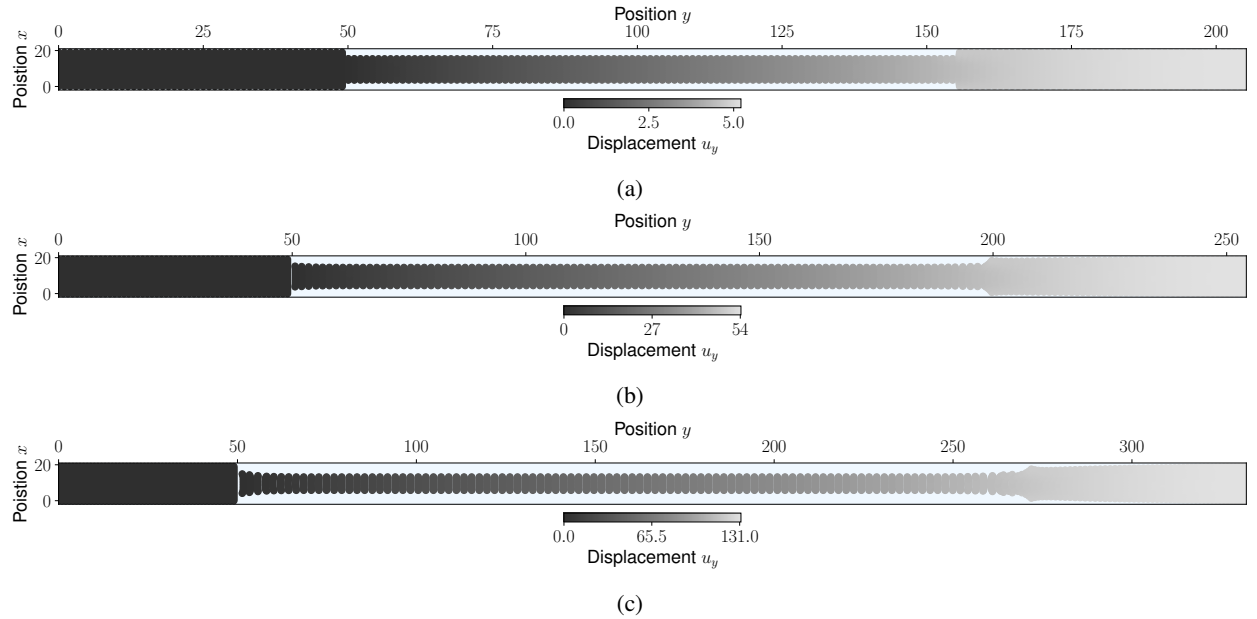 Position y
0 25 50 75 100 125 150 175 200
Poistion x
20
0
0.0 2.5 5.0
Displacement u_y
(a)
Position y
0 50 100 150 200 250
Poistion x
20
0
0 27 54
Displacement u_y
(b)
Position y
0 50 100 150 200 250 300
Poistion x
20
0
0.0 65.5 131.0
Displacement u_y
(c)